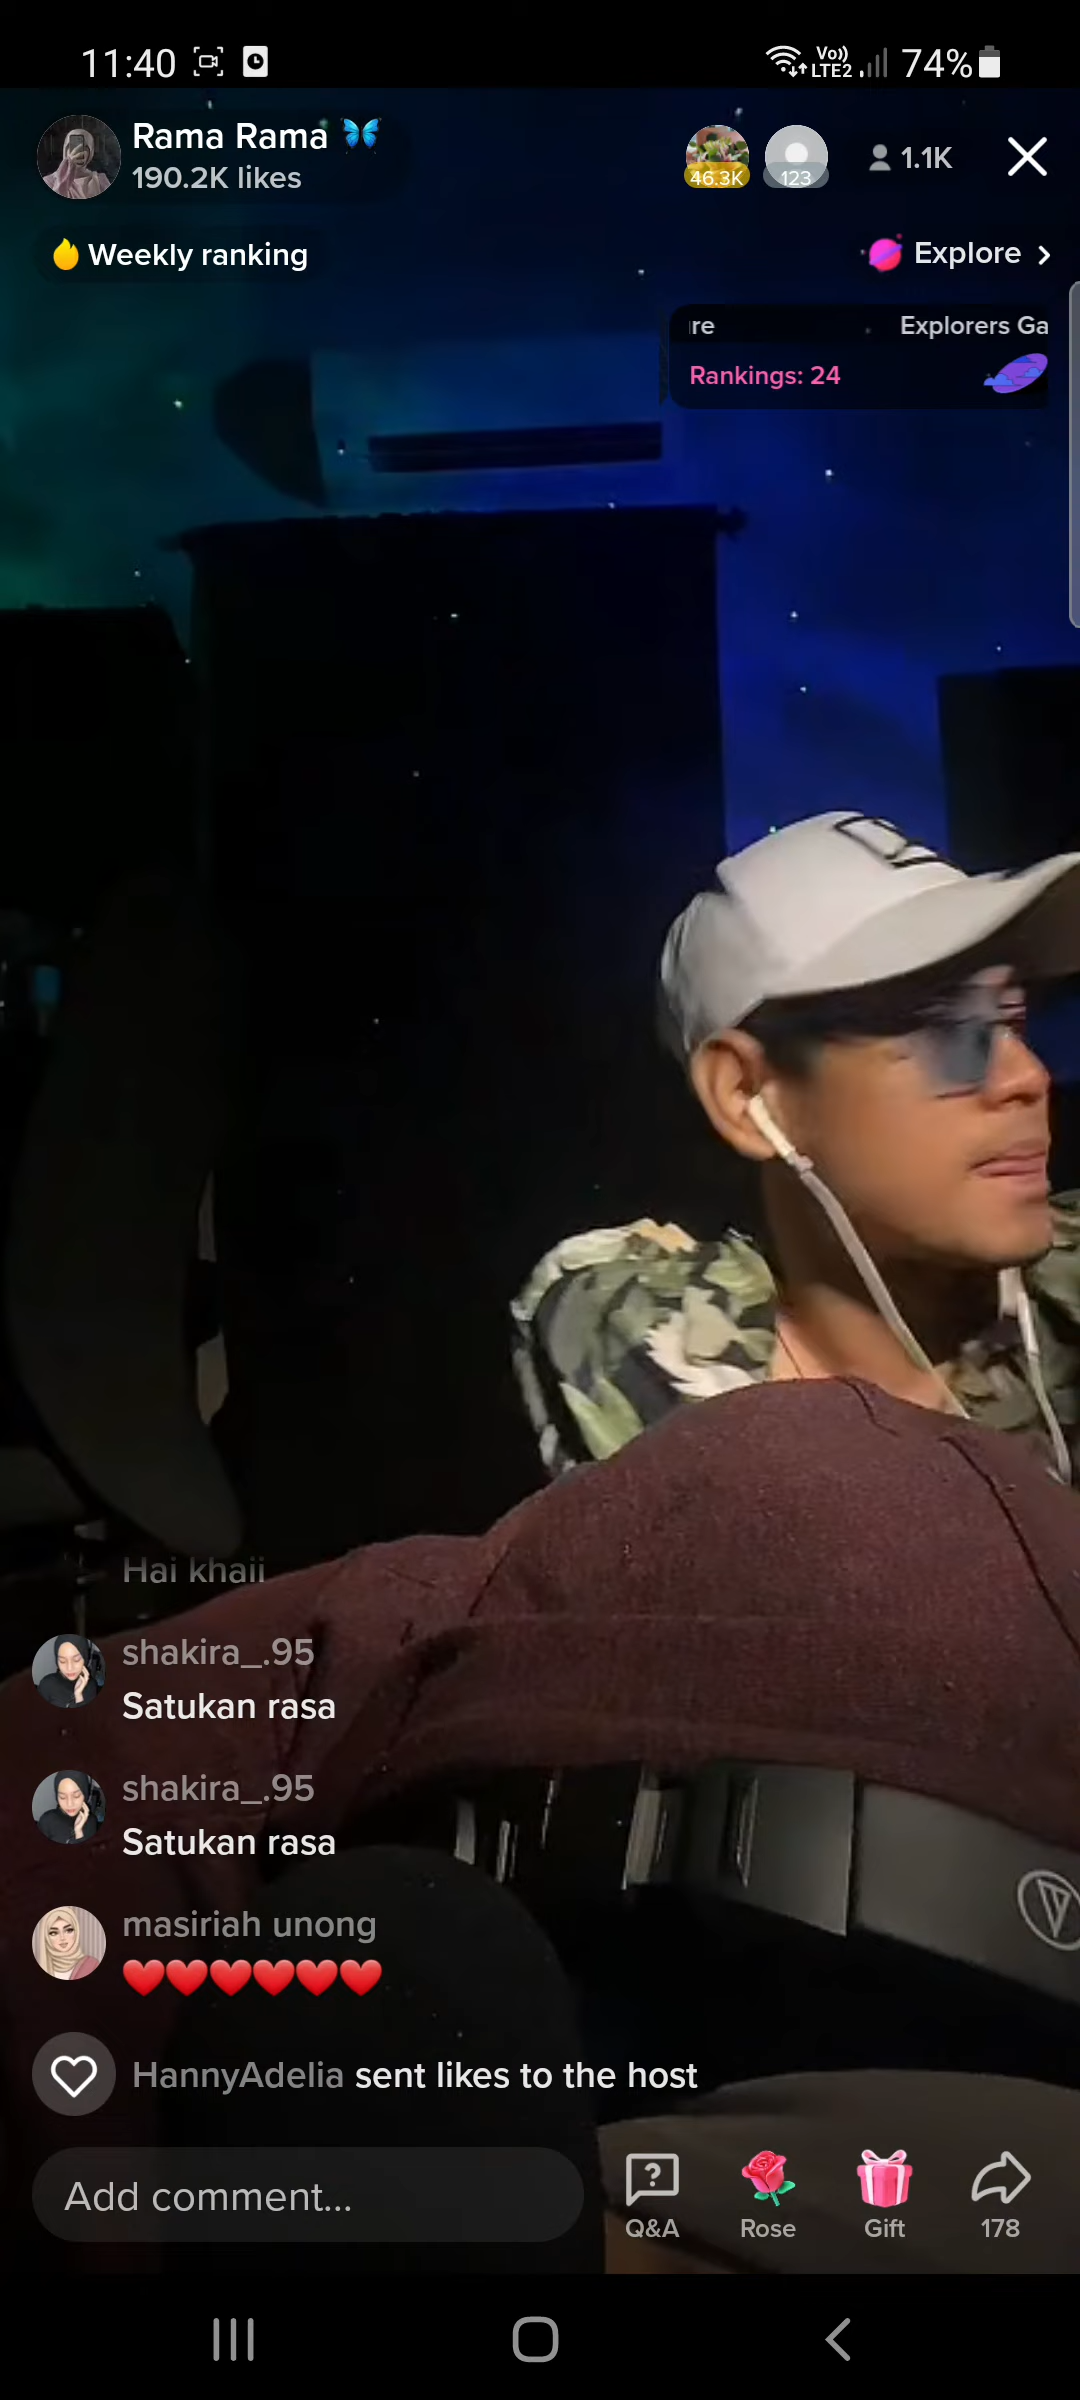 11:40
Vo)) LTE2 74%
Rama Rama 🦋
190.2K likes
46.3K
123
1.1K
Weekly ranking
Explore >
re Explorers Ga
Rankings: 24
Hai khaii
shakira_.95
Satukan rasa
shakira_.95
Satukan rasa
masiriah unong
❤️❤️❤️❤️❤️❤️
HannyAdelia sent likes to the host
Add comment...
Q&A
Rose
Gift
178